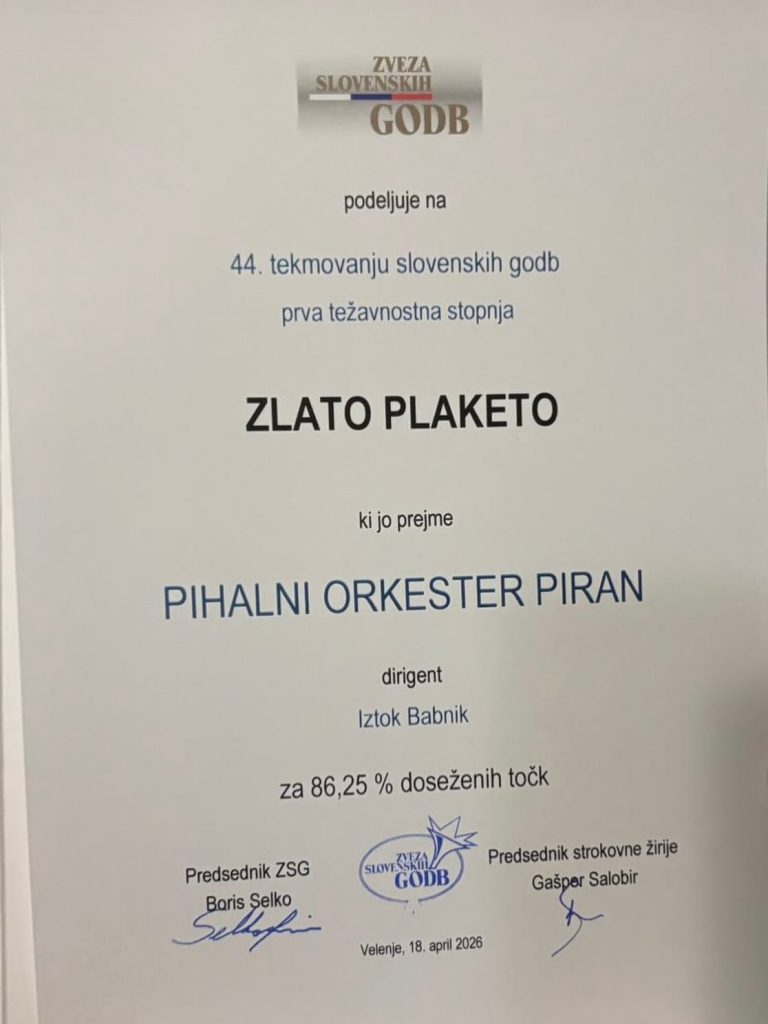 ZVEZA
SLOVENSKIH
GODB
podeljuje na
44. tekmovanju slovenskih godb
prva težavnostna stopnja
ZLATO PLAKETO
ki jo prejme
PIHALNI ORKESTER PIRAN
dirigent
Iztok Babnik
za 86,25 % doseženih točk
Predsednik ZSG
Boris Selko
ZVEZA
SLOVENSKIH
GODB
Predsednik strokovne žirije
Gašper Salobir
Velenje, 18. april 2026